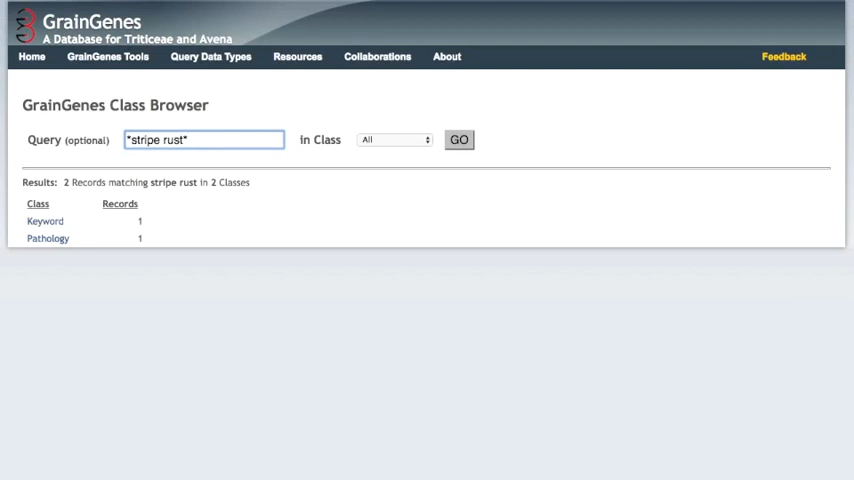 GrainGenes
A Database for Triticeae and Avena
Home GrainGenes Tools Query Data Types Resources Collaborations About Feedback
GrainGenes Class Browser
Query (optional) *stripe rust* in Class All GO
Results: 2 Records matching stripe rust in 2 Classes
Class Records
Keyword 1
Pathology 1